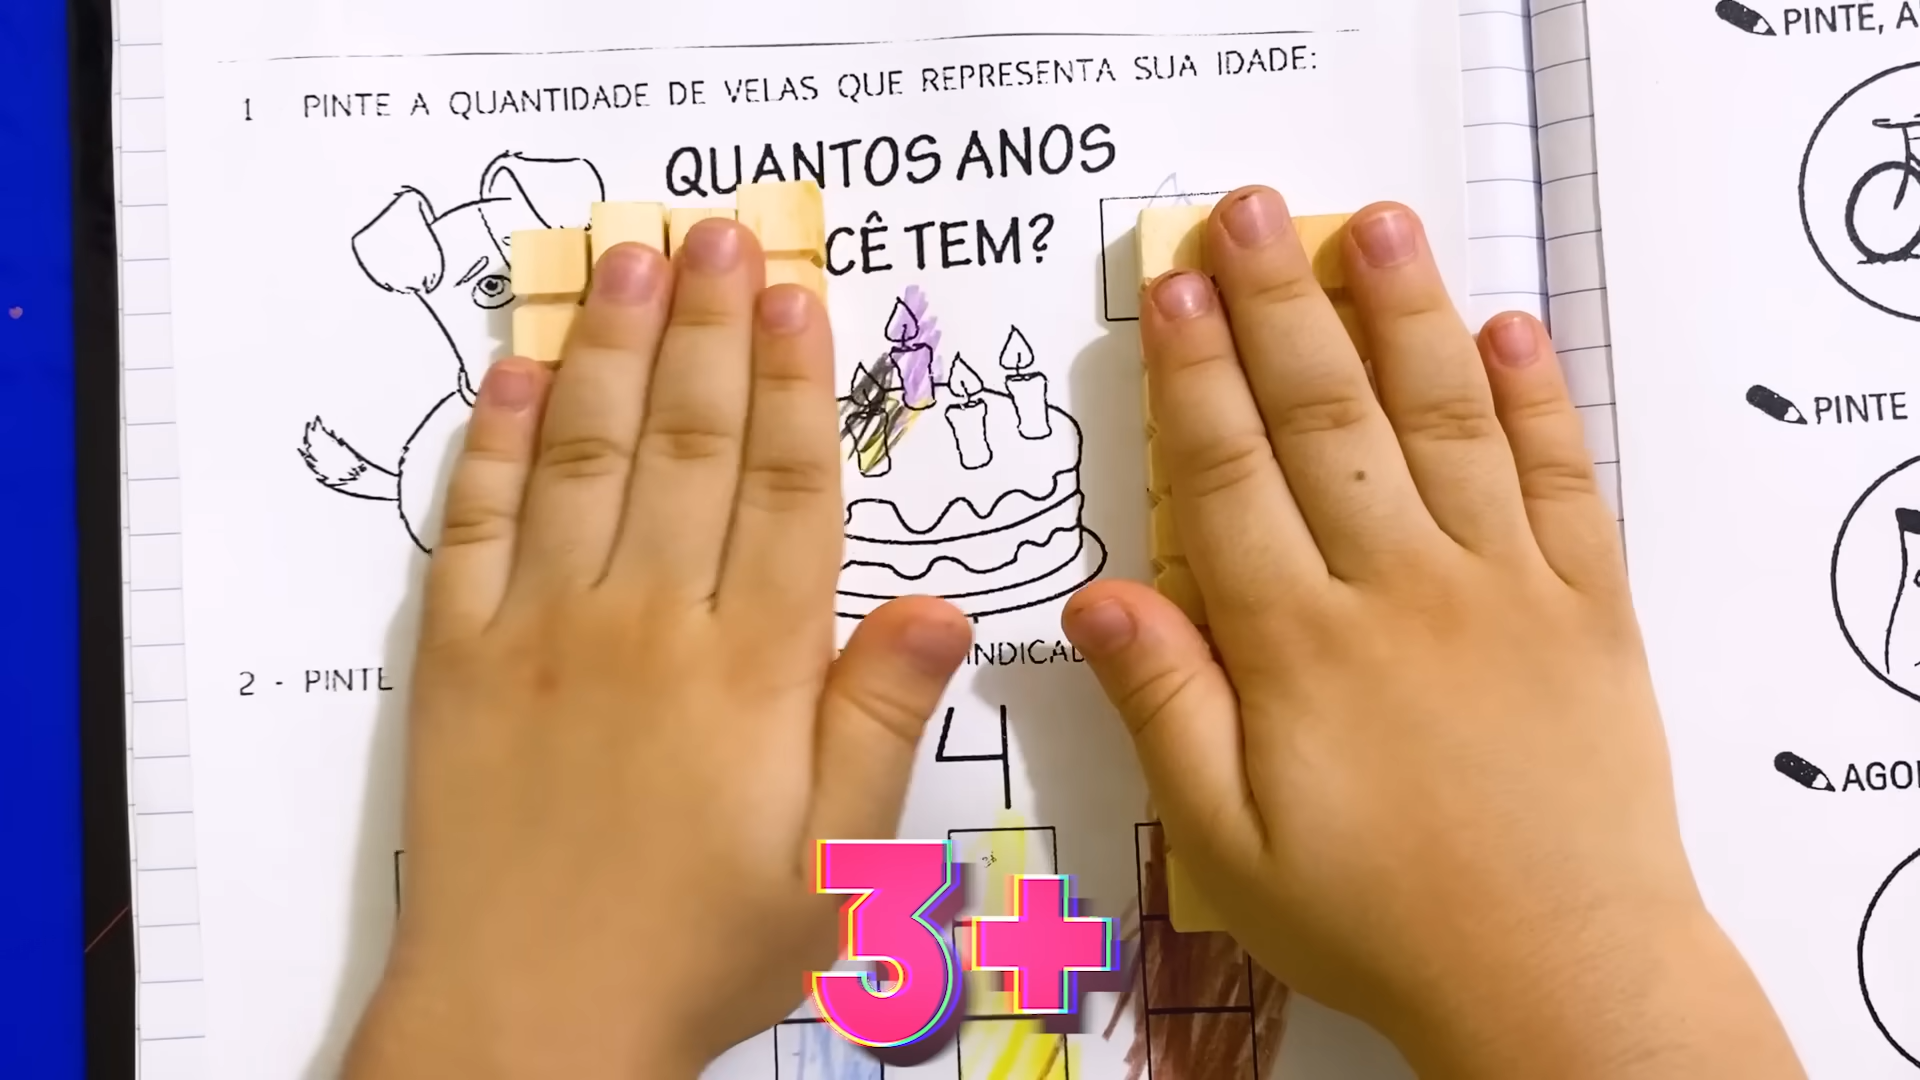 1 PINTE A QUANTIDADE DE VELAS QUE REPRESENTA SUA IDADE:
QUANTOS ANOS
CÊ TEM?
2 - PINTE INDICAD
4
3+
PINTE, A
PINTE
AGOR